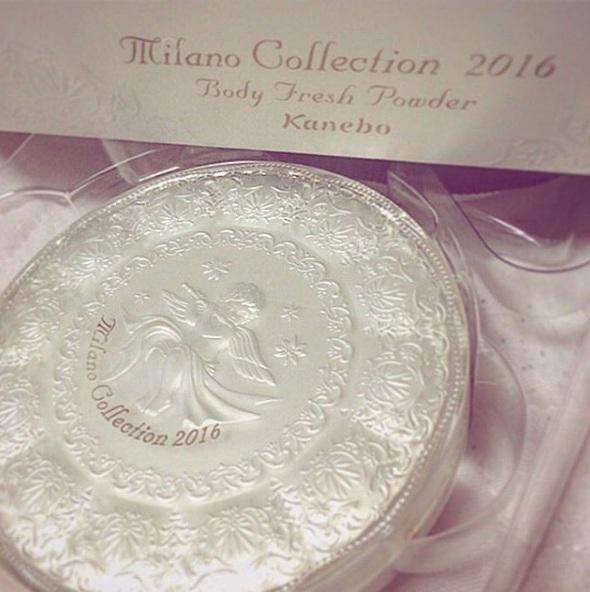 Milano Collection 2016
Body Fresh Powder
Kanebo
Milano Collection 2016